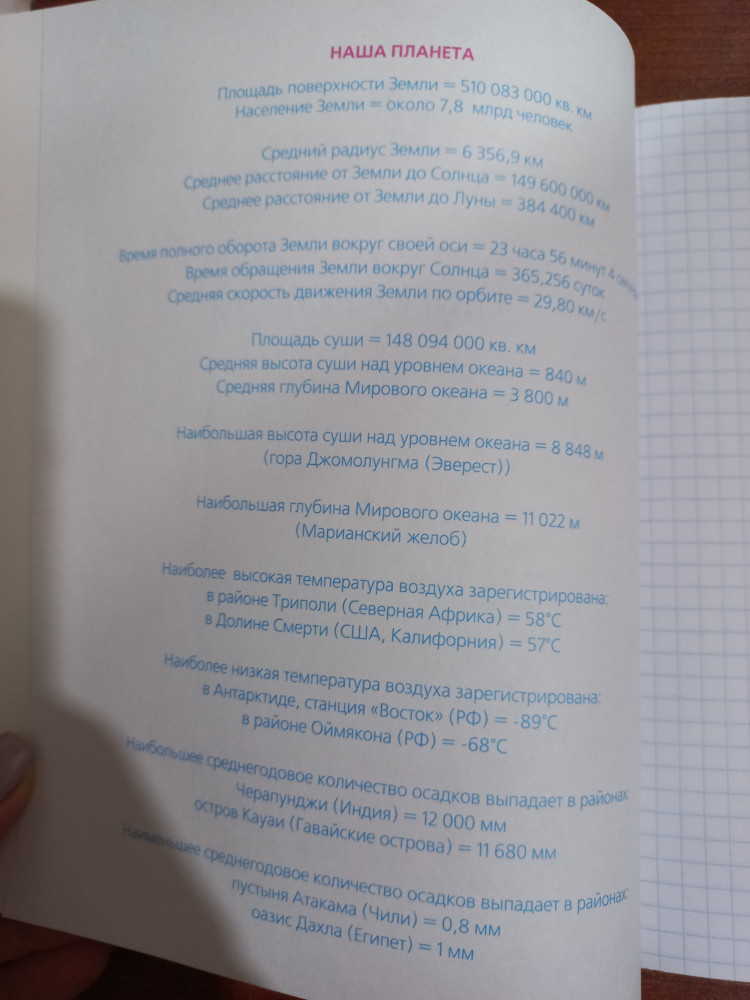 НАША ПЛАНЕТА
Площадь поверхности Земли = 510 083 000 кв. км
Население Земли = около 7,8 млрд человек
Средний радиус Земли = 6 356,9 км
Среднее расстояние от Земли до Солнца = 149 600 000 км
Среднее расстояние от Земли до Луны = 384 400 км
Время полного оборота Земли вокруг своей оси = 23 часа 56 минут 4 секунды
Время обращения Земли вокруг Солнца = 365,256 суток
Средняя скорость движения Земли по орбите = 29,80 км/с
Площадь суши = 148 094 000 кв. км
Средняя высота суши над уровнем океана = 840 м
Средняя глубина Мирового океана = 3 800 м
Наибольшая высота суши над уровнем океана = 8 848 м
(гора Джомолунгма (Эверест))
Наибольшая глубина Мирового океана = 11 022 м
(Марианский желоб)
Наиболее высокая температура воздуха зарегистрирована:
в районе Триполи (Северная Африка) = 58°С
в Долине Смерти (США, Калифорния) = 57°С
Наиболее низкая температура воздуха зарегистрирована:
в Антарктиде, станция «Восток» (РФ) = -89°С
в районе Оймякона (РФ) = -68°С
Наибольшее среднегодовое количество осадков выпадает в районах:
Черапунджи (Индия) = 12 000 мм
остров Кауаи (Гавайские острова) = 11 680 мм
Наименьшее среднегодовое количество осадков выпадает в районах:
пустыня Атакама (Чили) = 0,8 мм
оазис Дахла (Египет) = 1 мм